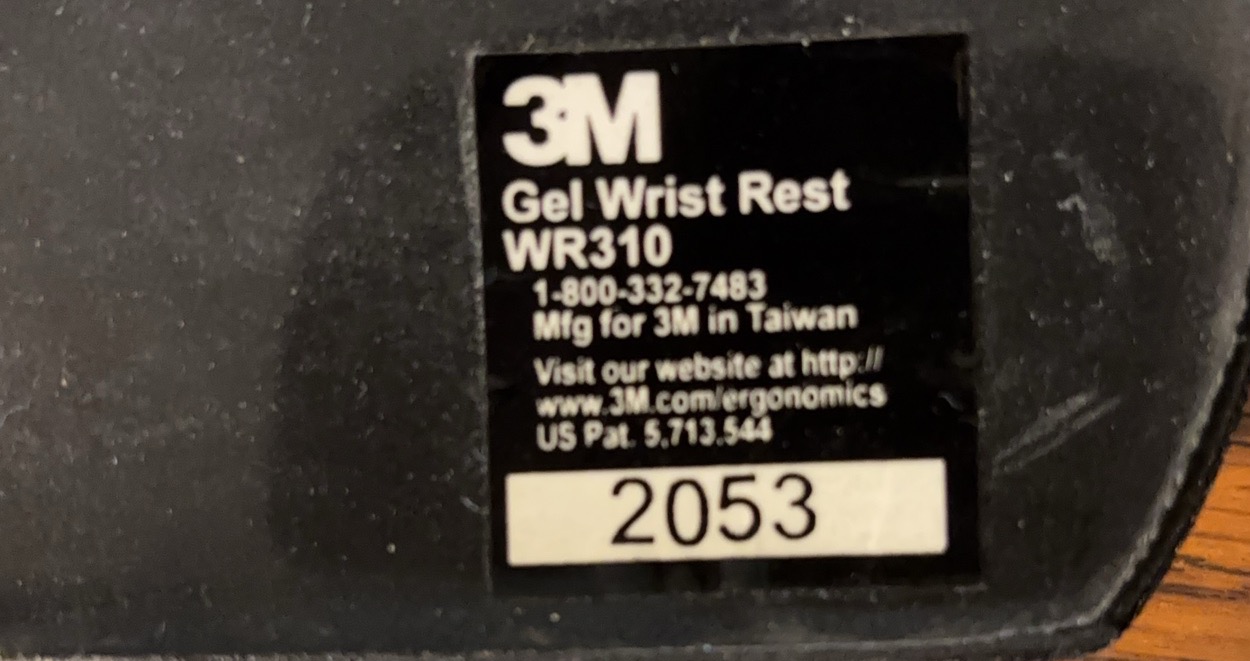 3M
Gel Wrist Rest
WR310
1-800-332-7483
Mfg for 3M in Taiwan
Visit our website at http://
www.3M.com/ergonomics
US Pat. 5,713,544
2053